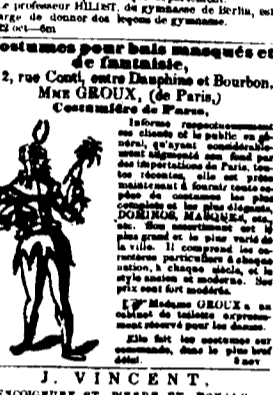 Le professeur HILIST, du gymnase de Berlin, est
charge de donner des leçons de gymnase.
22 oct—6m
Costumes pour bals masqués et
de fantaisie,
2, rue Conti, entre Dauphine et Bourbon,
MME GROUX, (de Paris,)
Costumière de Paris,
Informe respectueusement
ses clients et le public en gé-
néral, qu'ayant considérable-
ment augmenté son fond par
des importations de Paris, tou-
tes récentes, elle est prête
maintenant à fournir toute es-
pèce de costumes les plus
complets et les plus élégants,
DOMINOS, MASQUES, etc,
etc. Son assortiment est le
plus grand et le plus varié de
la ville. Il comprend les ca-
ractères particuliers à chaque
nation, à chaque siècle, et le
style ancien et moderne. Ses
prix sont fort modérés.
Madame GROUX a un
cabinet de toilette expressé-
ment réservé pour les dames.
Elle fait les costumes sur
commande, dans le plus bref
délai. 8 nov
J. VINCENT,